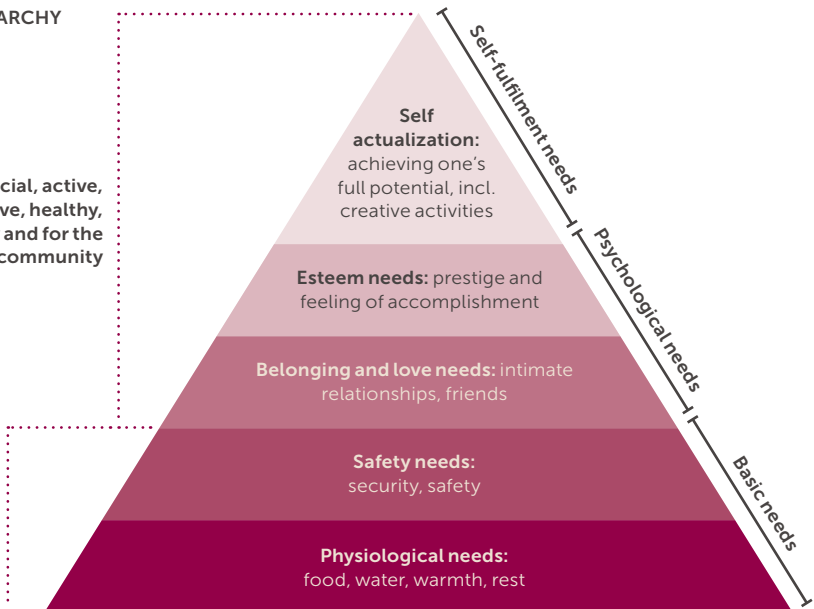 ARCHY
cial, active,
ve, healthy,
and for the
community
Self
actualization:
achieving one's
full potential, incl.
creative activities
Esteem needs: prestige and
feeling of accomplishment
Belonging and love needs: intimate
relationships, friends
Safety needs:
security, safety
Physiological needs:
food, water, warmth, rest
Self-fulfilment needs
Psychological needs
Basic needs